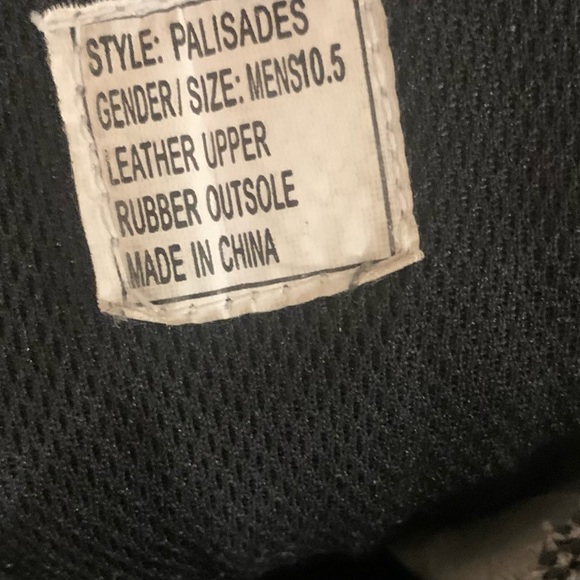 STYLE: PALISADES
GENDER/SIZE: MENS10.5
LEATHER UPPER
RUBBER OUTSOLE
MADE IN CHINA